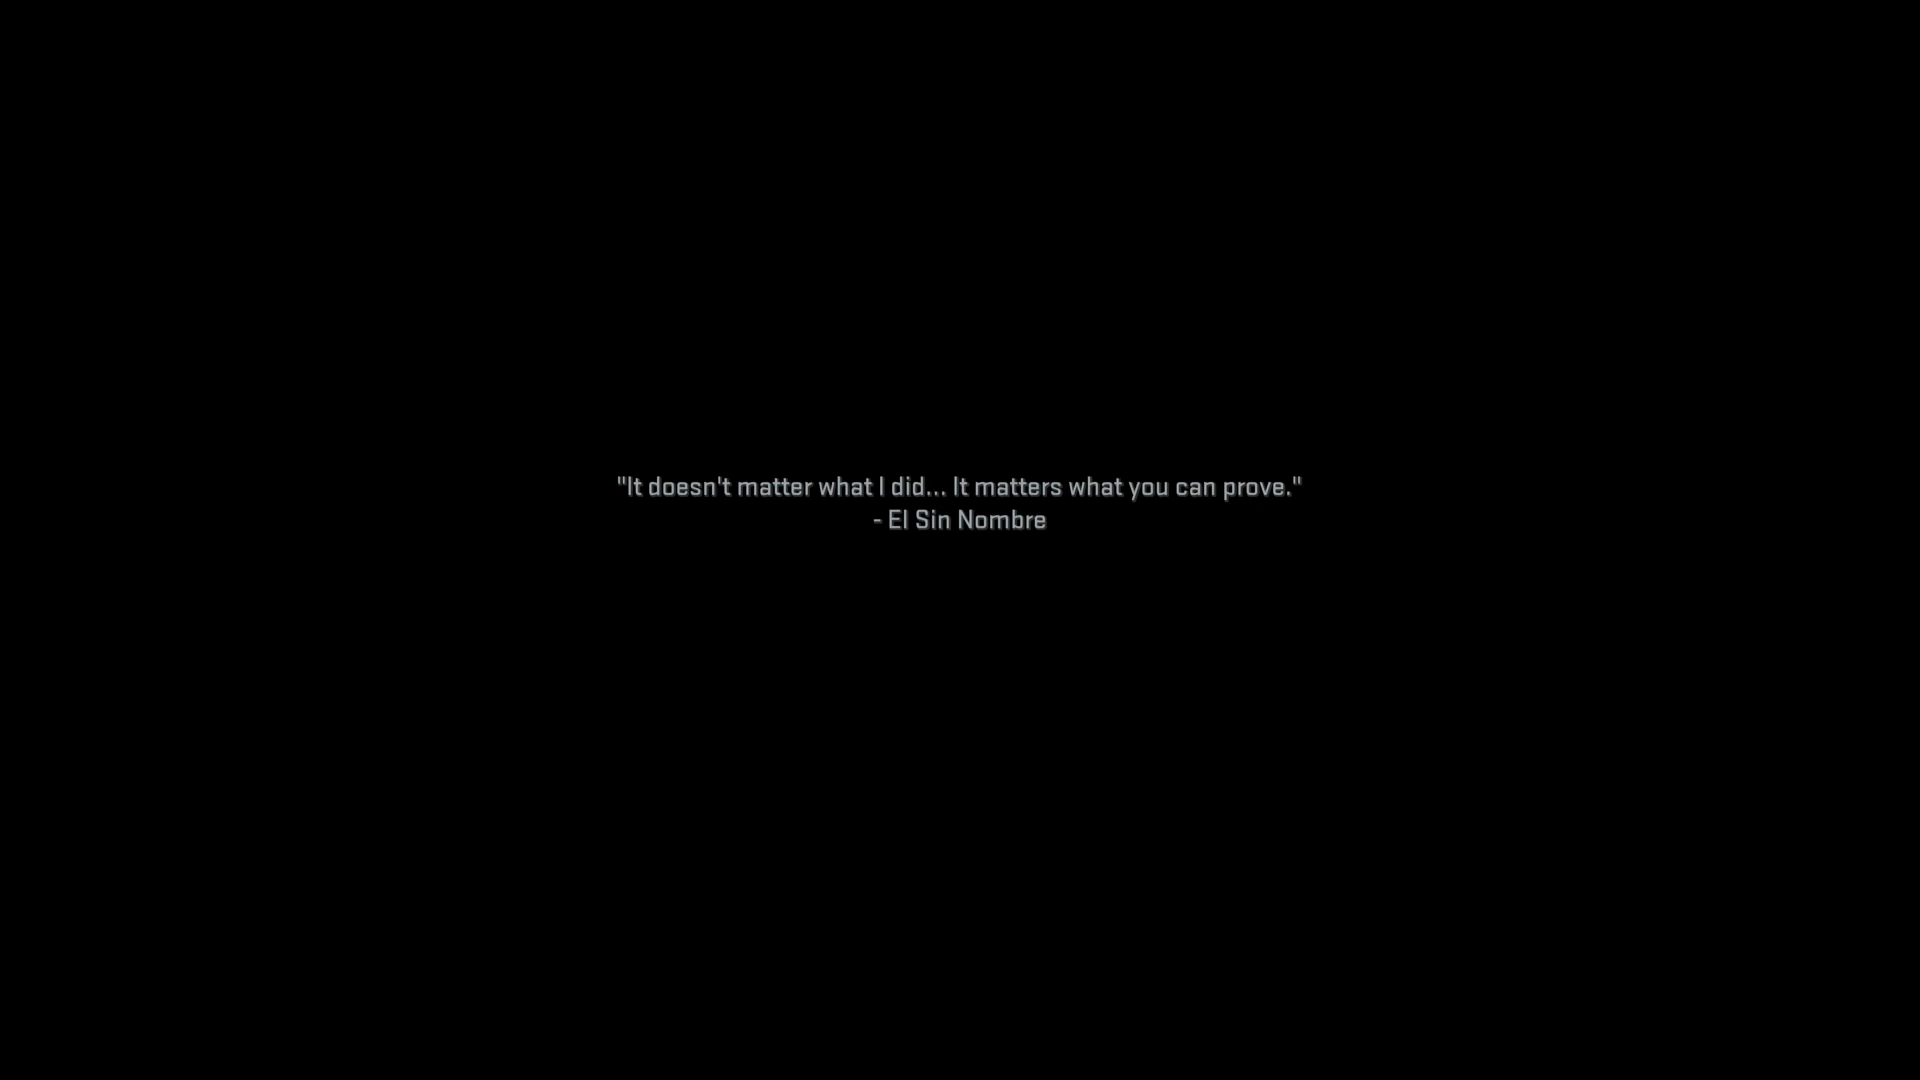 "It doesn't matter what I did... It matters what you can prove."
- El Sin Nombre